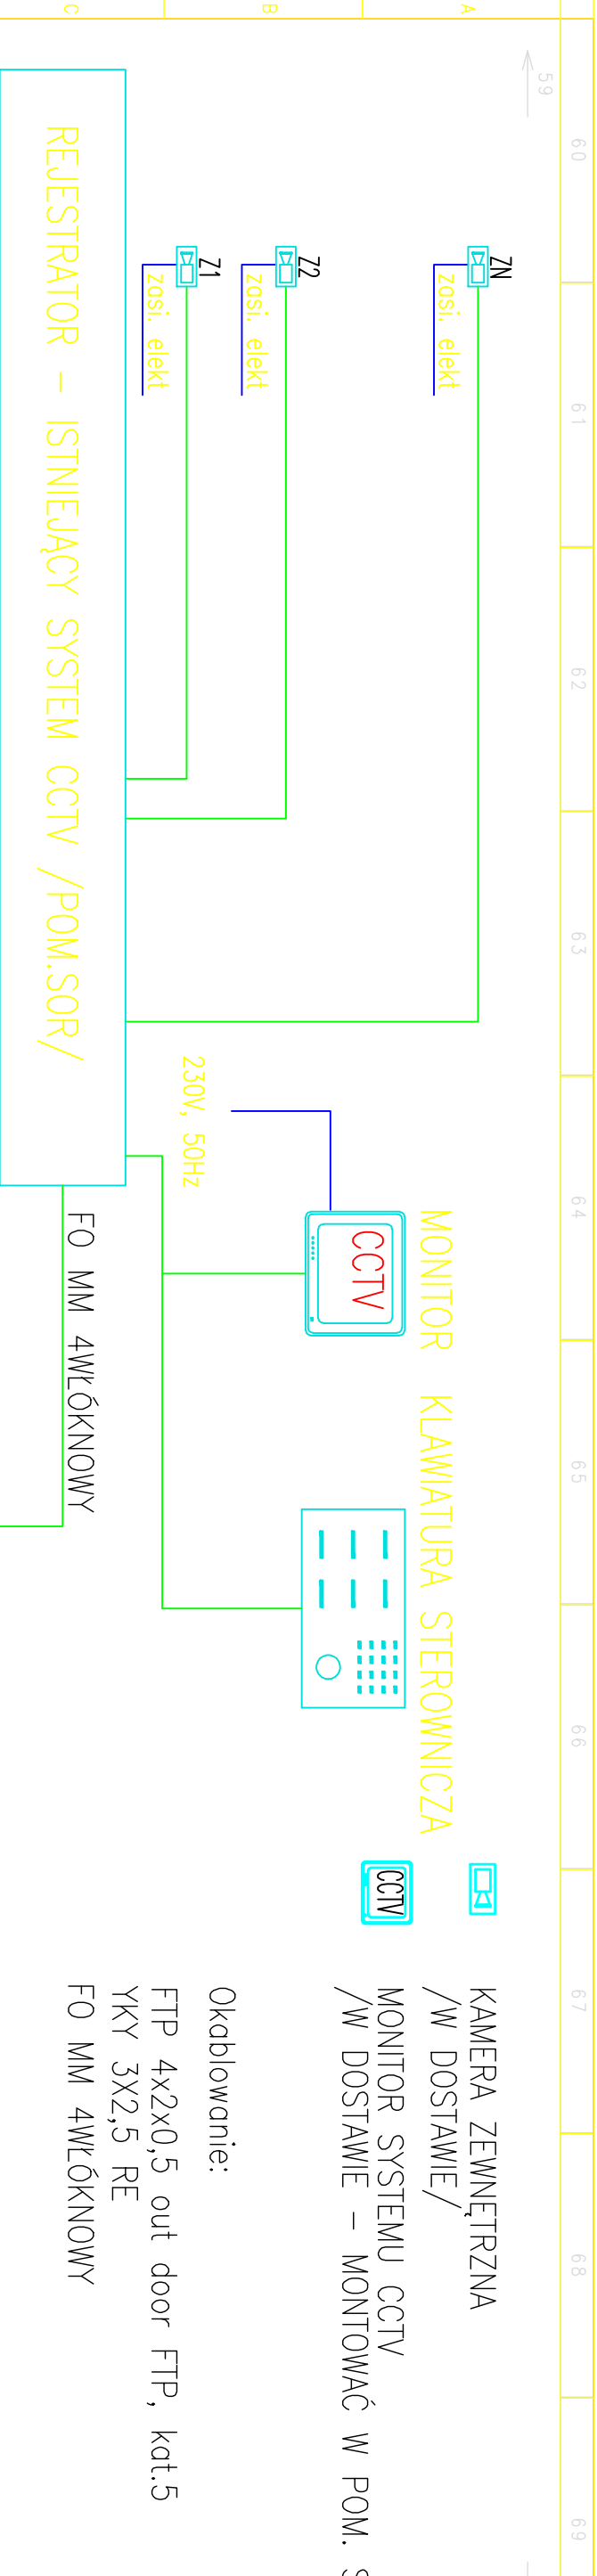 59
60
61
62
63
64
65
66
67
68
69
A
B
C
ZN
zasi. elekt
Z2
zasi. elekt
Z1
zasi. elekt
REJESTRATOR – ISTNIEJĄCY SYSTEM CCTV /POM.SOR/
230V, 50Hz
MONITOR
CCTV
KLAWIATURA STEROWNICZA
FO MM 4WŁÓKNOWY
KAMERA ZEWNĘTRZNA
/W DOSTAWIE/
CCTV
MONITOR SYSTEMU CCTV
/W DOSTAWIE – MONTOWAĆ W POM.
Okablowanie:
FTP 4x2x0,5 out door FTP, kat.5
YKY 3X2,5 RE
FO MM 4WŁÓKNOWY